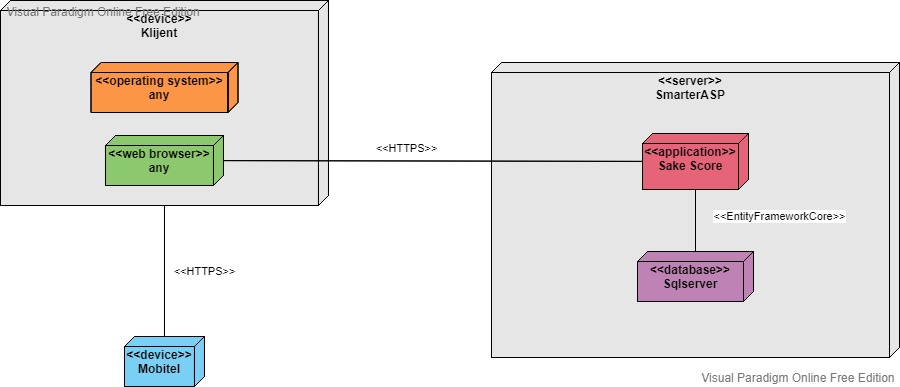 Visual Paradigm Online Free Edition
<<device>>
Klijent
<<operating system>>
any
<<web browser>>
any
<<HTTPS>>
<<server>>
SmarterASP
<<application>>
Sake Score
<<EntityFrameworkCore>>
<<database>>
Sqlserver
<<HTTPS>>
<<device>>
Mobitel
Visual Paradigm Online Free Edition